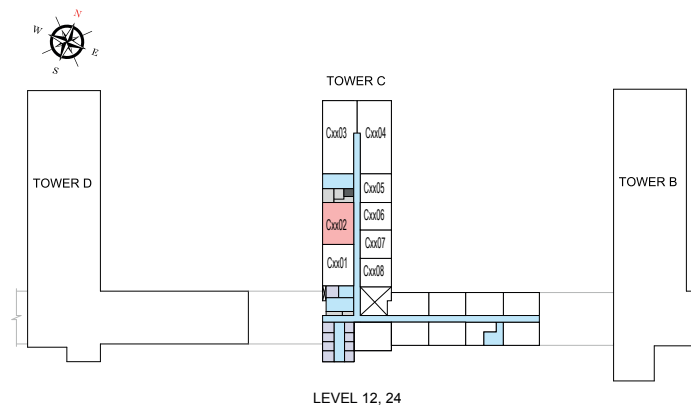 N
W
E
S
TOWER C
TOWER D
TOWER B
Cxx03
Cxx04
Cxx05
Cxx06
Cxx02
Cxx07
Cxx01
Cxx08
LEVEL 12, 24